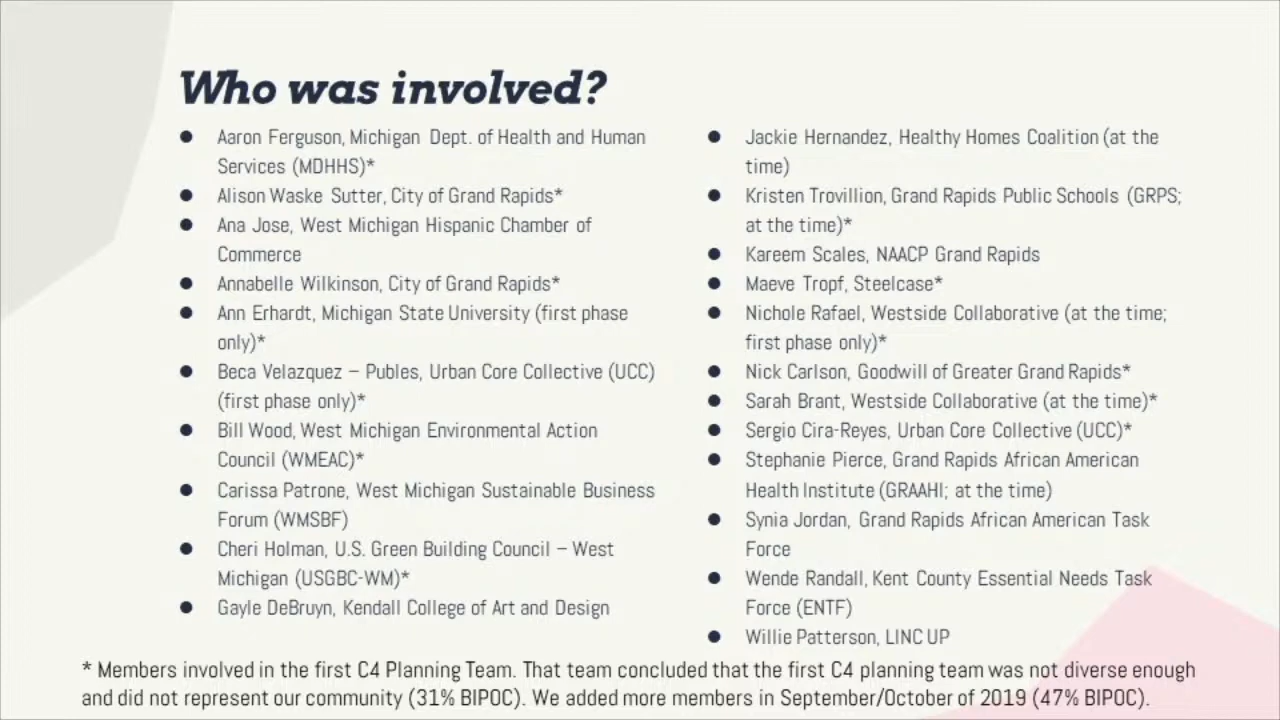 Who was involved?
● Aaron Ferguson, Michigan Dept. of Health and Human
Services (MDHHS)*
● Alison Waske Sutter, City of Grand Rapids*
● Ana Jose, West Michigan Hispanic Chamber of
Commerce
● Annabelle Wilkinson, City of Grand Rapids*
● Ann Erhardt, Michigan State University (first phase
only)*
● Beca Velazquez – Publes, Urban Core Collective (UCC)
(first phase only)*
● Bill Wood, West Michigan Environmental Action
Council (WMEAC)*
● Carissa Patrone, West Michigan Sustainable Business
Forum (WMSBF)
● Cheri Holman, U.S. Green Building Council – West
Michigan (USGBC-WM)*
● Gayle DeBruyn, Kendall College of Art and Design
● Jackie Hernandez, Healthy Homes Coalition (at the
time)
● Kristen Trovillion, Grand Rapids Public Schools (GRPS;
at the time)*
● Kareem Scales, NAACP Grand Rapids
● Maeve Tropf, Steelcase*
● Nichole Rafael, Westside Collaborative (at the time;
first phase only)*
● Nick Carlson, Goodwill of Greater Grand Rapids*
● Sarah Brant, Westside Collaborative (at the time)*
● Sergio Cira-Reyes, Urban Core Collective (UCC)*
● Stephanie Pierce, Grand Rapids African American
Health Institute (GRAAHI; at the time)
● Synia Jordan, Grand Rapids African American Task
Force
● Wende Randall, Kent County Essential Needs Task
Force (ENTF)
● Willie Patterson, LINC UP
* Members involved in the first C4 Planning Team. That team concluded that the first C4 planning team was not diverse enough
and did not represent our community (31% BIPOC). We added more members in September/October of 2019 (47% BIPOC).